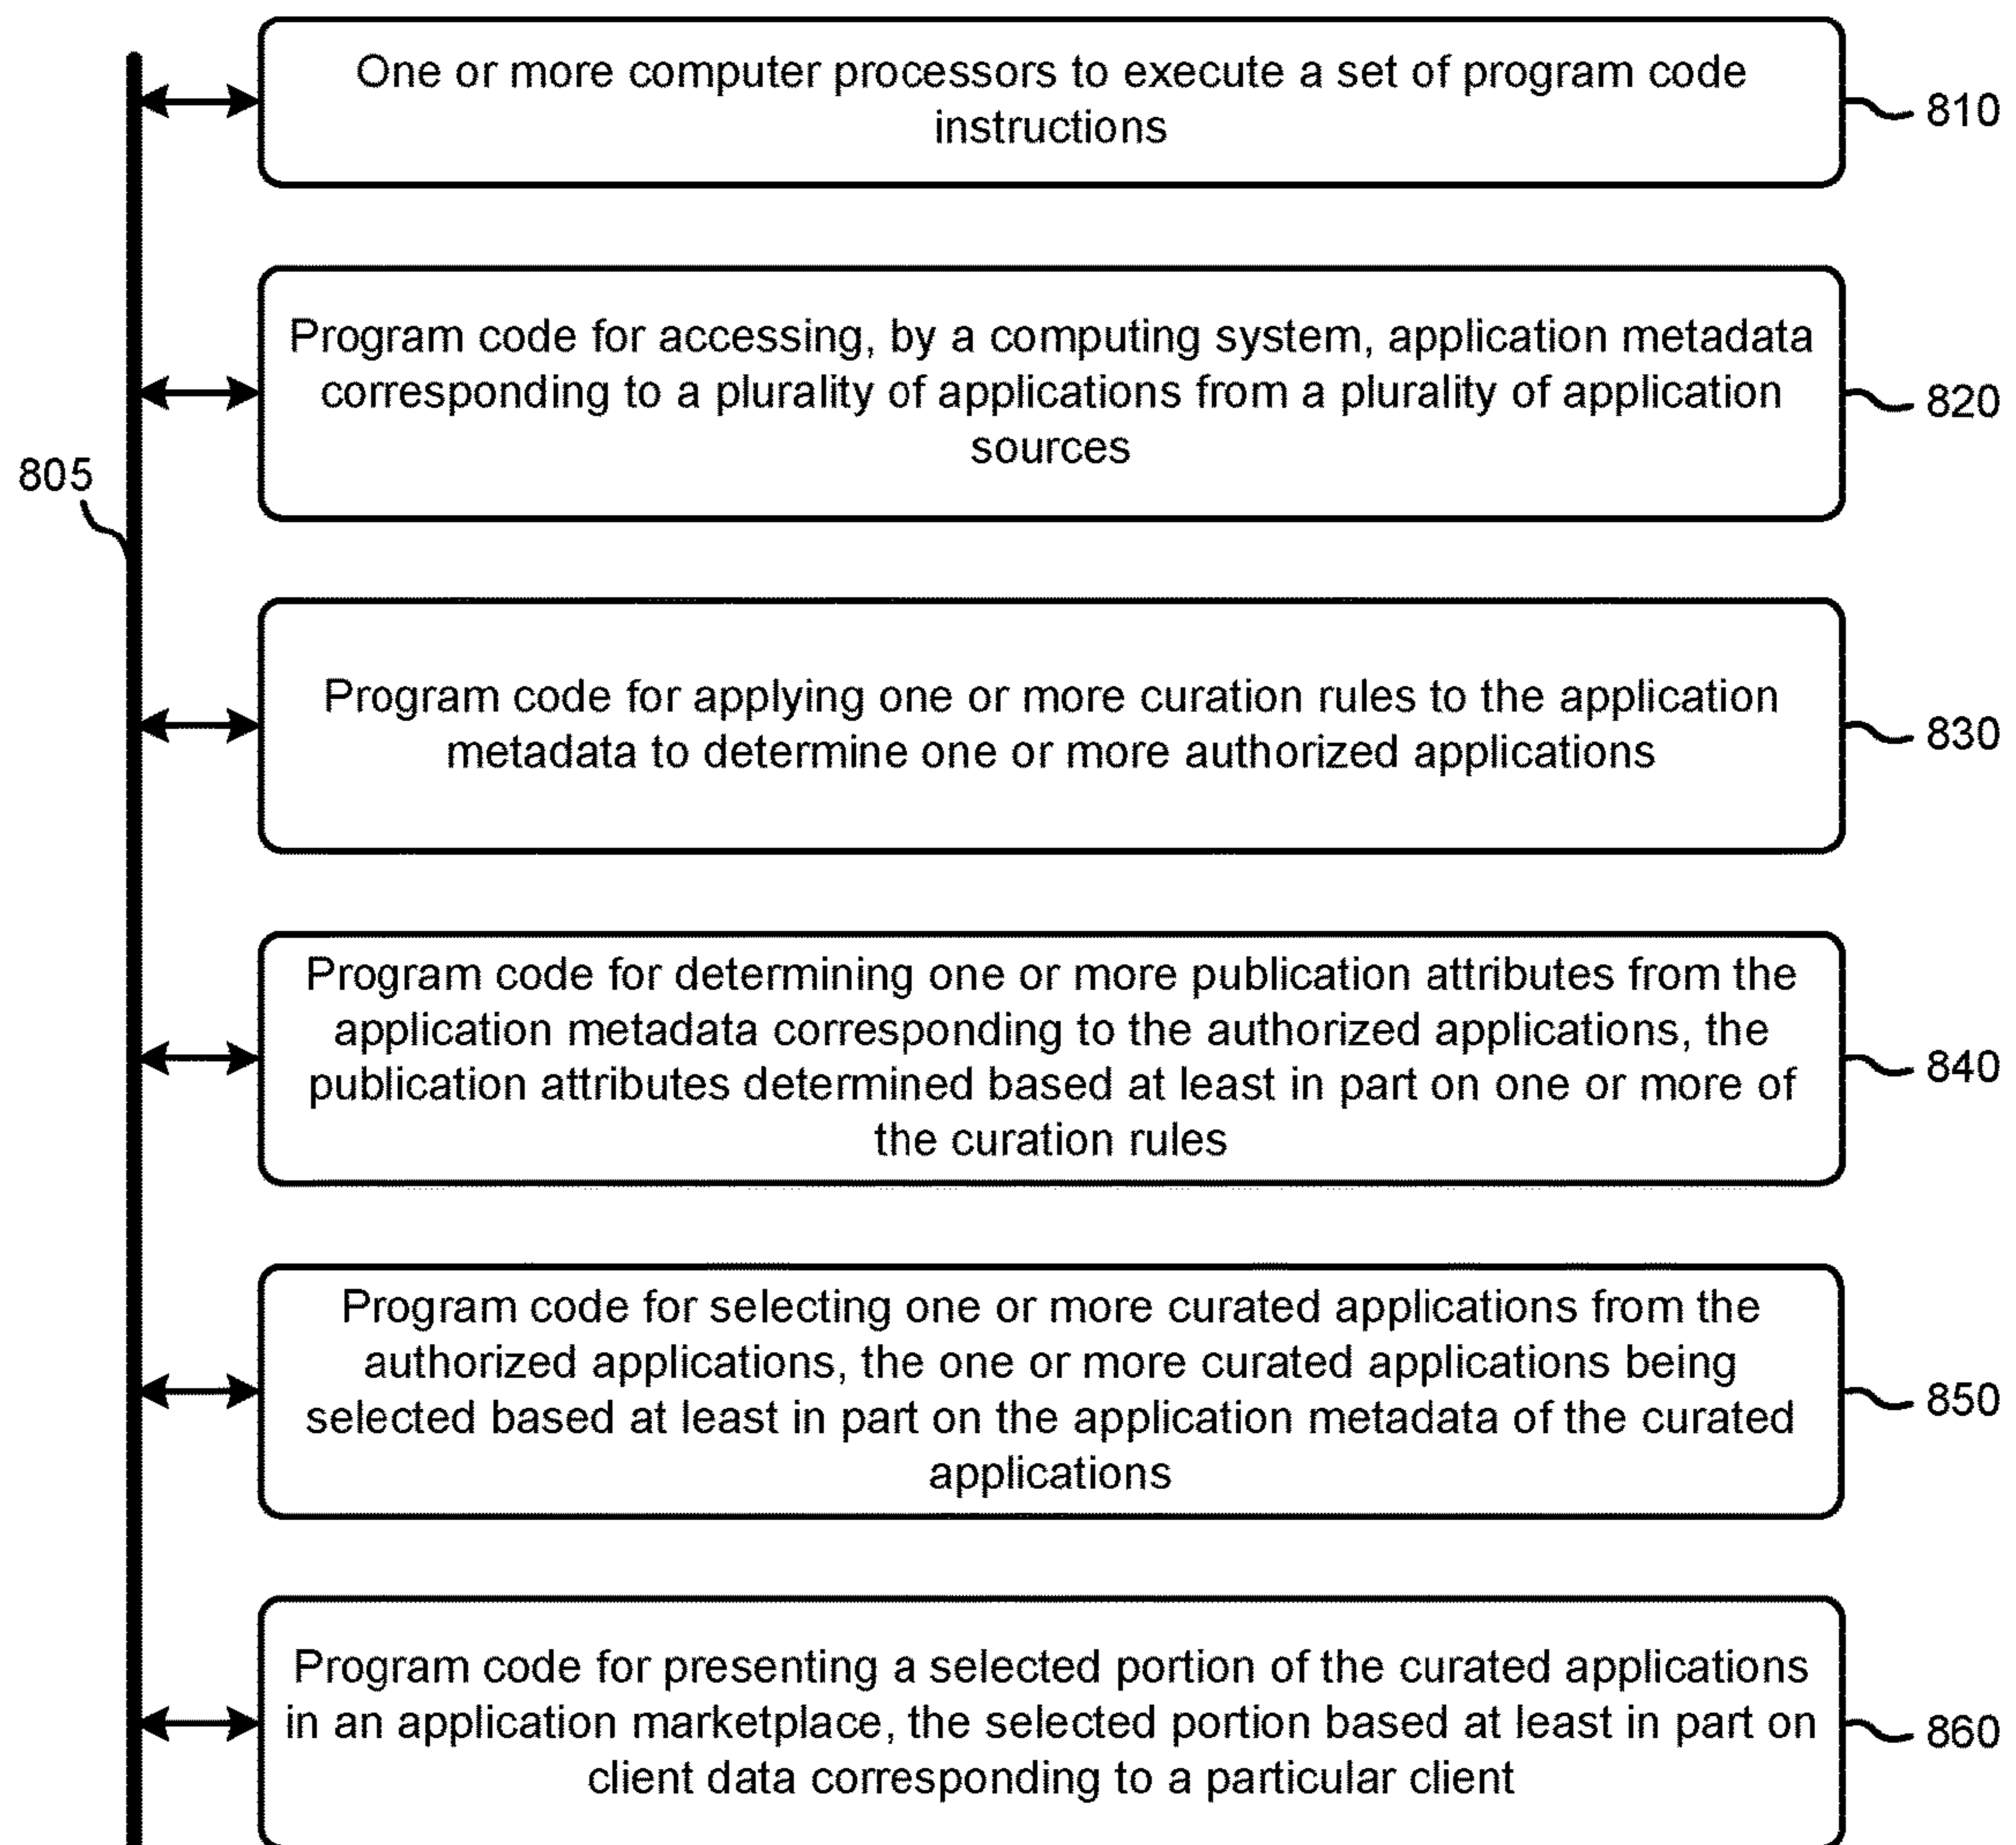 One or more computer processors to execute a set of program code
instructions
810
Program code for accessing, by a computing system, application metadata
corresponding to a plurality of applications from a plurality of application
sources
820
805
Program code for applying one or more curation rules to the application
metadata to determine one or more authorized applications
830
Program code for determining one or more publication attributes from the
application metadata corresponding to the authorized applications, the
publication attributes determined based at least in part on one or more of
the curation rules
840
Program code for selecting one or more curated applications from the
authorized applications, the one or more curated applications being
selected based at least in part on the application metadata of the curated
applications
850
Program code for presenting a selected portion of the curated applications
in an application marketplace, the selected portion based at least in part on
client data corresponding to a particular client
860